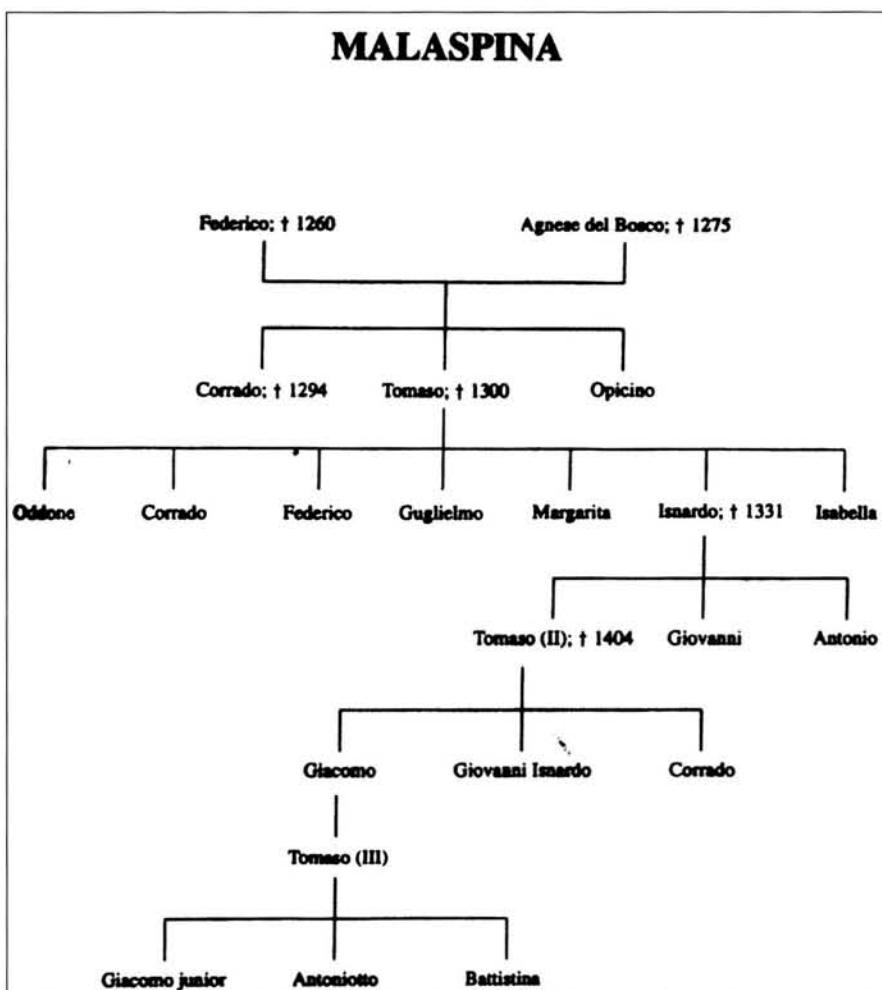 MALASPINA
Federico; † 1260 Agnese del Bosco; † 1275
Corrado; † 1294 Tomaso; † 1300 Opicino
Oddone Corrado Federico Guglielmo Margarita Isnardo; † 1331 Isabella
Tomaso (II); † 1404 Giovanni Antonio
Giacomo Giovanni Isnardo Corrado
Tomaso (III)
Giacomo junior Antoniotto Battistina